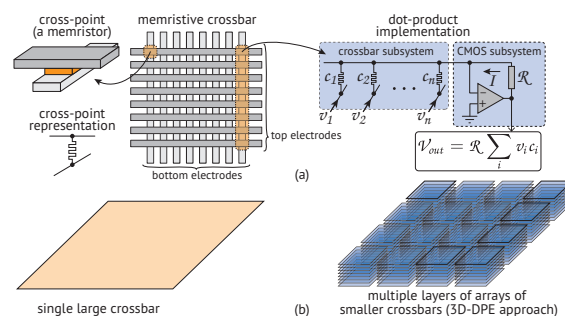 cross-point
(a memristor)
memristive crossbar
dot-product
implementation
crossbar subsystem
CMOS subsystem
c1
c2
cn
I
R
v1
v2
vn
cross-point
representation
top electrodes
bottom electrodes
Vout = R ∑ vi ci
i
(a)
single large crossbar
(b)
multiple layers of arrays of
smaller crossbars (3D-DPE approach)